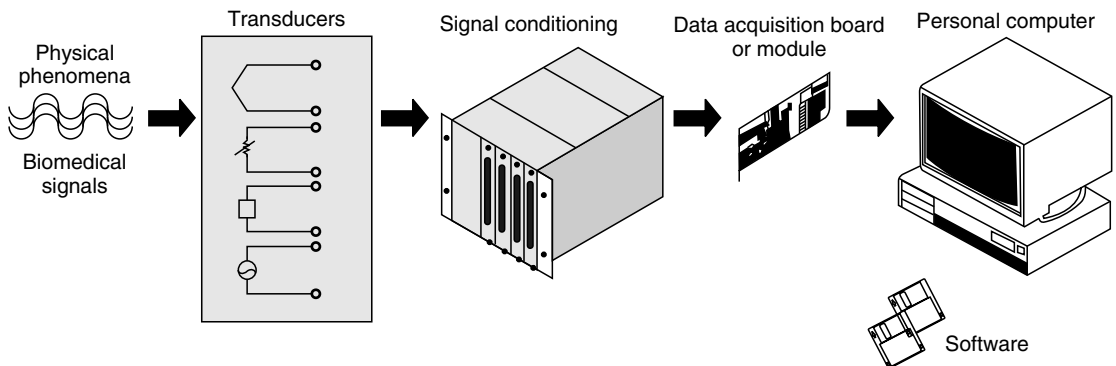 Transducers
Signal conditioning
Data acquisition board
or module
Personal computer
Physical
phenomena
Biomedical
signals
Software